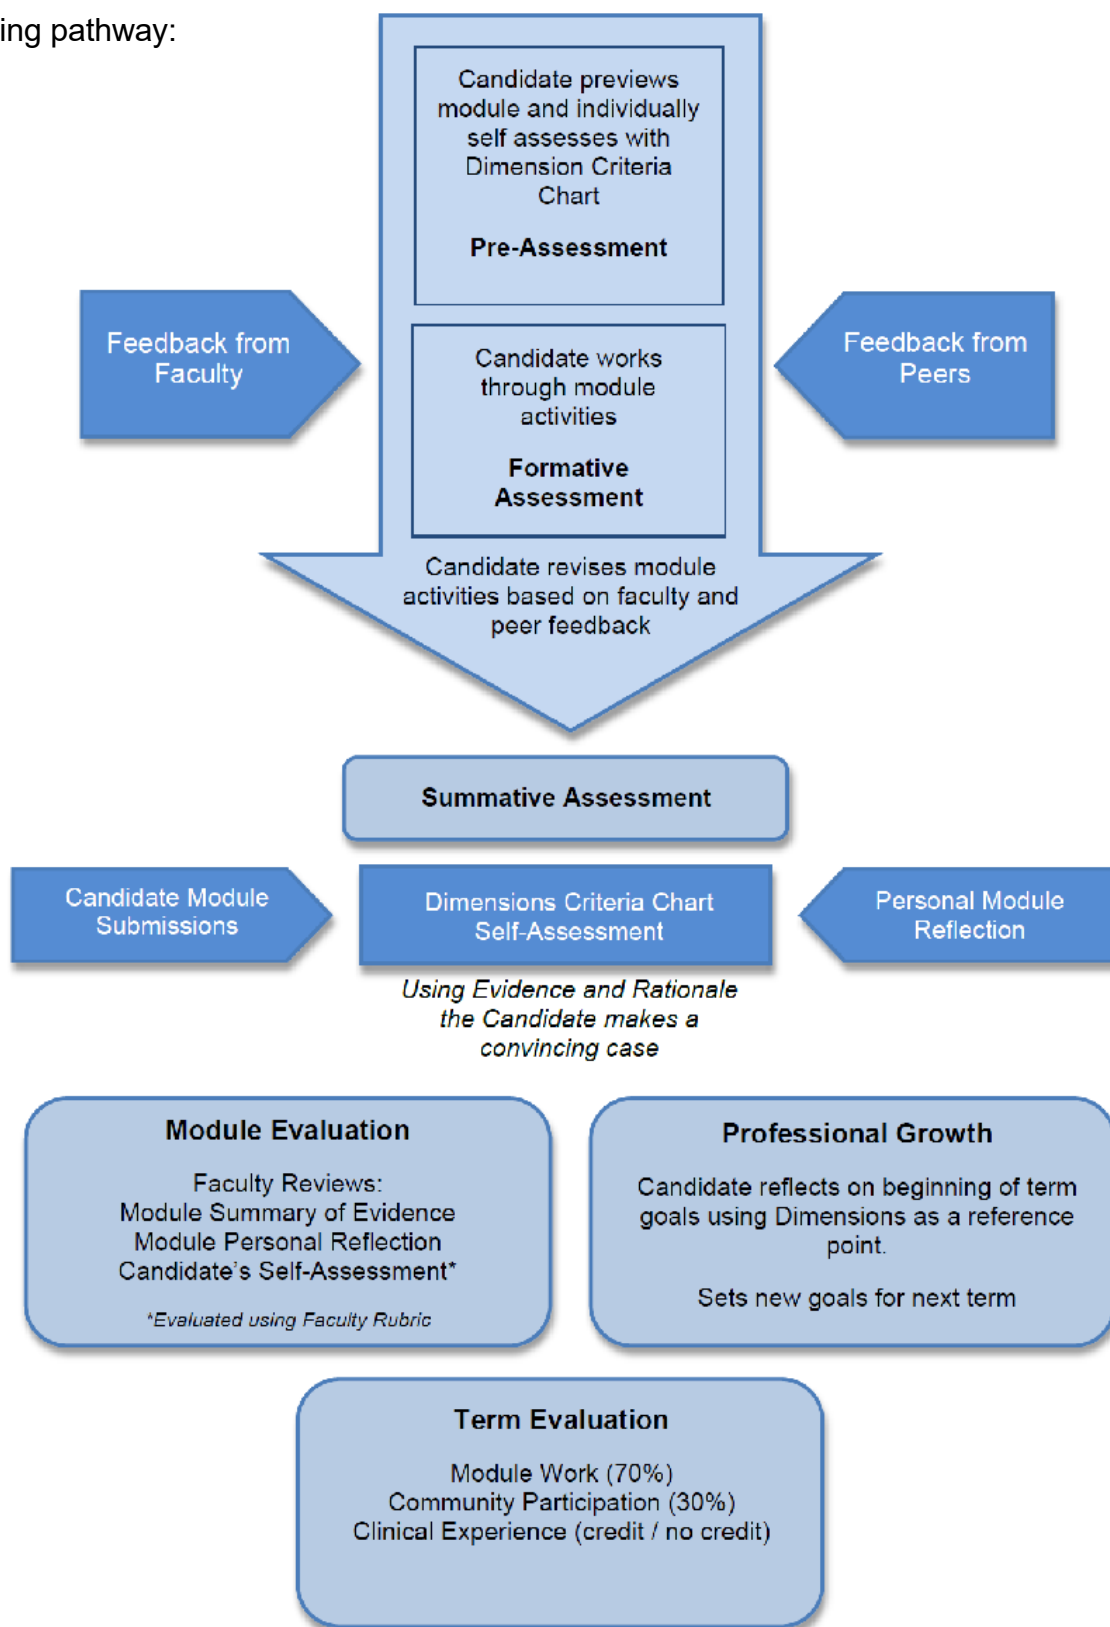 ing pathway:
Candidate previews
module and individually
self assesses with
Dimension Criteria
Chart
Pre-Assessment
Feedback from
Faculty
Feedback from
Peers
Candidate works
through module
activities
Formative
Assessment
Candidate revises module
activities based on faculty and
peer feedback
Summative Assessment
Candidate Module
Submissions
Dimensions Criteria Chart
Self-Assessment
Personal Module
Reflection
Using Evidence and Rationale
the Candidate makes a
convincing case
Module Evaluation
Faculty Reviews:
Module Summary of Evidence
Module Personal Reflection
Candidate's Self-Assessment*
*Evaluated using Faculty Rubric
Professional Growth
Candidate reflects on beginning of term
goals using Dimensions as a reference
point.
Sets new goals for next term
Term Evaluation
Module Work (70%)
Community Participation (30%)
Clinical Experience (credit / no credit)